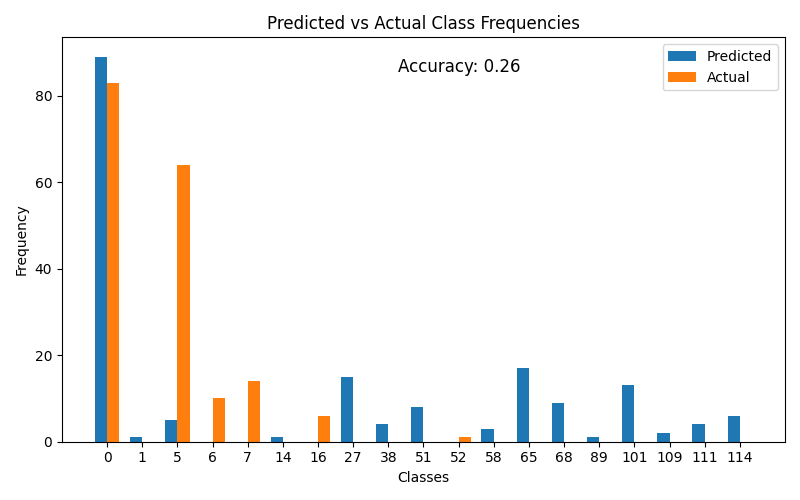 Predicted vs Actual Class Frequencies
Accuracy: 0.26
Predicted
Actual
Frequency
80
60
40
20
0
0 1 5 6 7 14 16 27 38 51 52 58 65 68 89 101 109 111 114
Classes